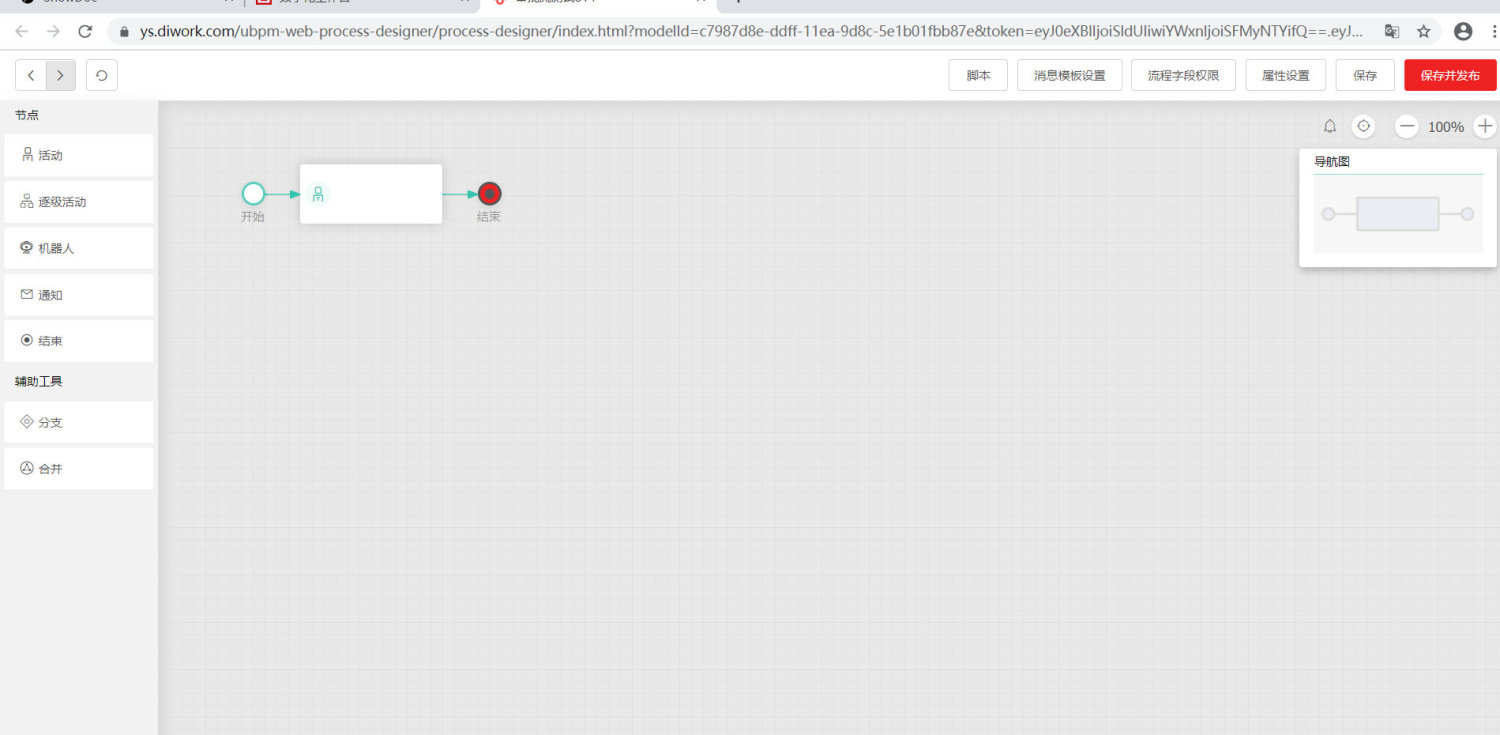 ys.diwork.com/ubpm-web-process-designer/process-designer/index.html?modelId=c7987d8e-ddff-11ea-9d8c-5e1b01fbb87e&token=eyJ0eXBlIjoiSldUIiwiYWxnIjoiSFMyNTYifQ==.eyJ...
脚本 消息模板设置 流程字段权限 属性设置 保存 保存并发布
节点
活动
逐级活动
机器人
通知
结束
辅助工具
分支
合并
开始
结束
100%
导航图